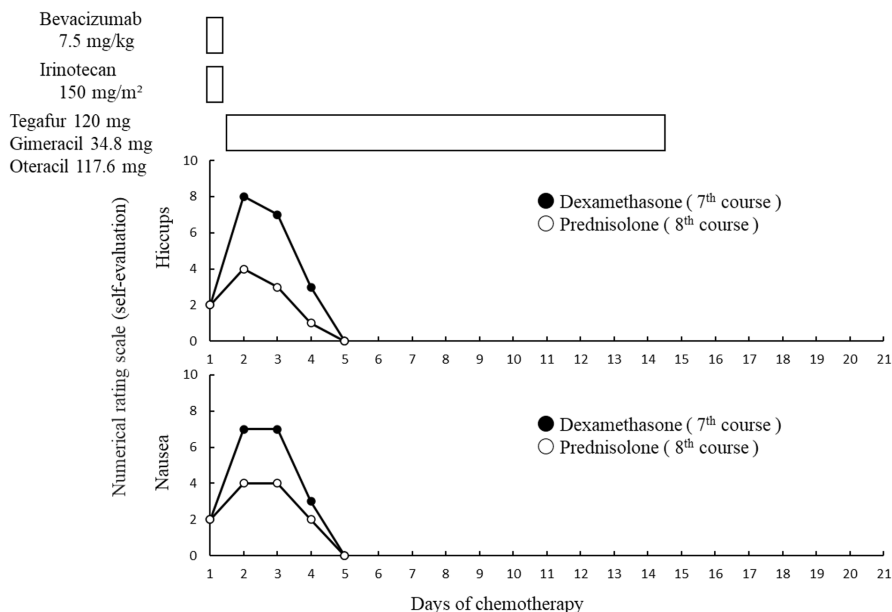 Bevacizumab
7.5 mg/kg
Irinotecan
150 mg/m²
Tegafur 120 mg
Gimeracil 34.8 mg
Oteracil 117.6 mg
Numerical rating scale (self-evaluation)
Hiccups
10
8
6
4
2
0
Dexamethasone ( 7th course )
Prednisolone ( 8th course )
1 2 3 4 5 6 7 8 9 10 11 12 13 14 15 16 17 18 19 20 21
Nausea
10
8
6
4
2
0
Dexamethasone ( 7th course )
Prednisolone ( 8th course )
1 2 3 4 5 6 7 8 9 10 11 12 13 14 15 16 17 18 19 20 21
Days of chemotherapy